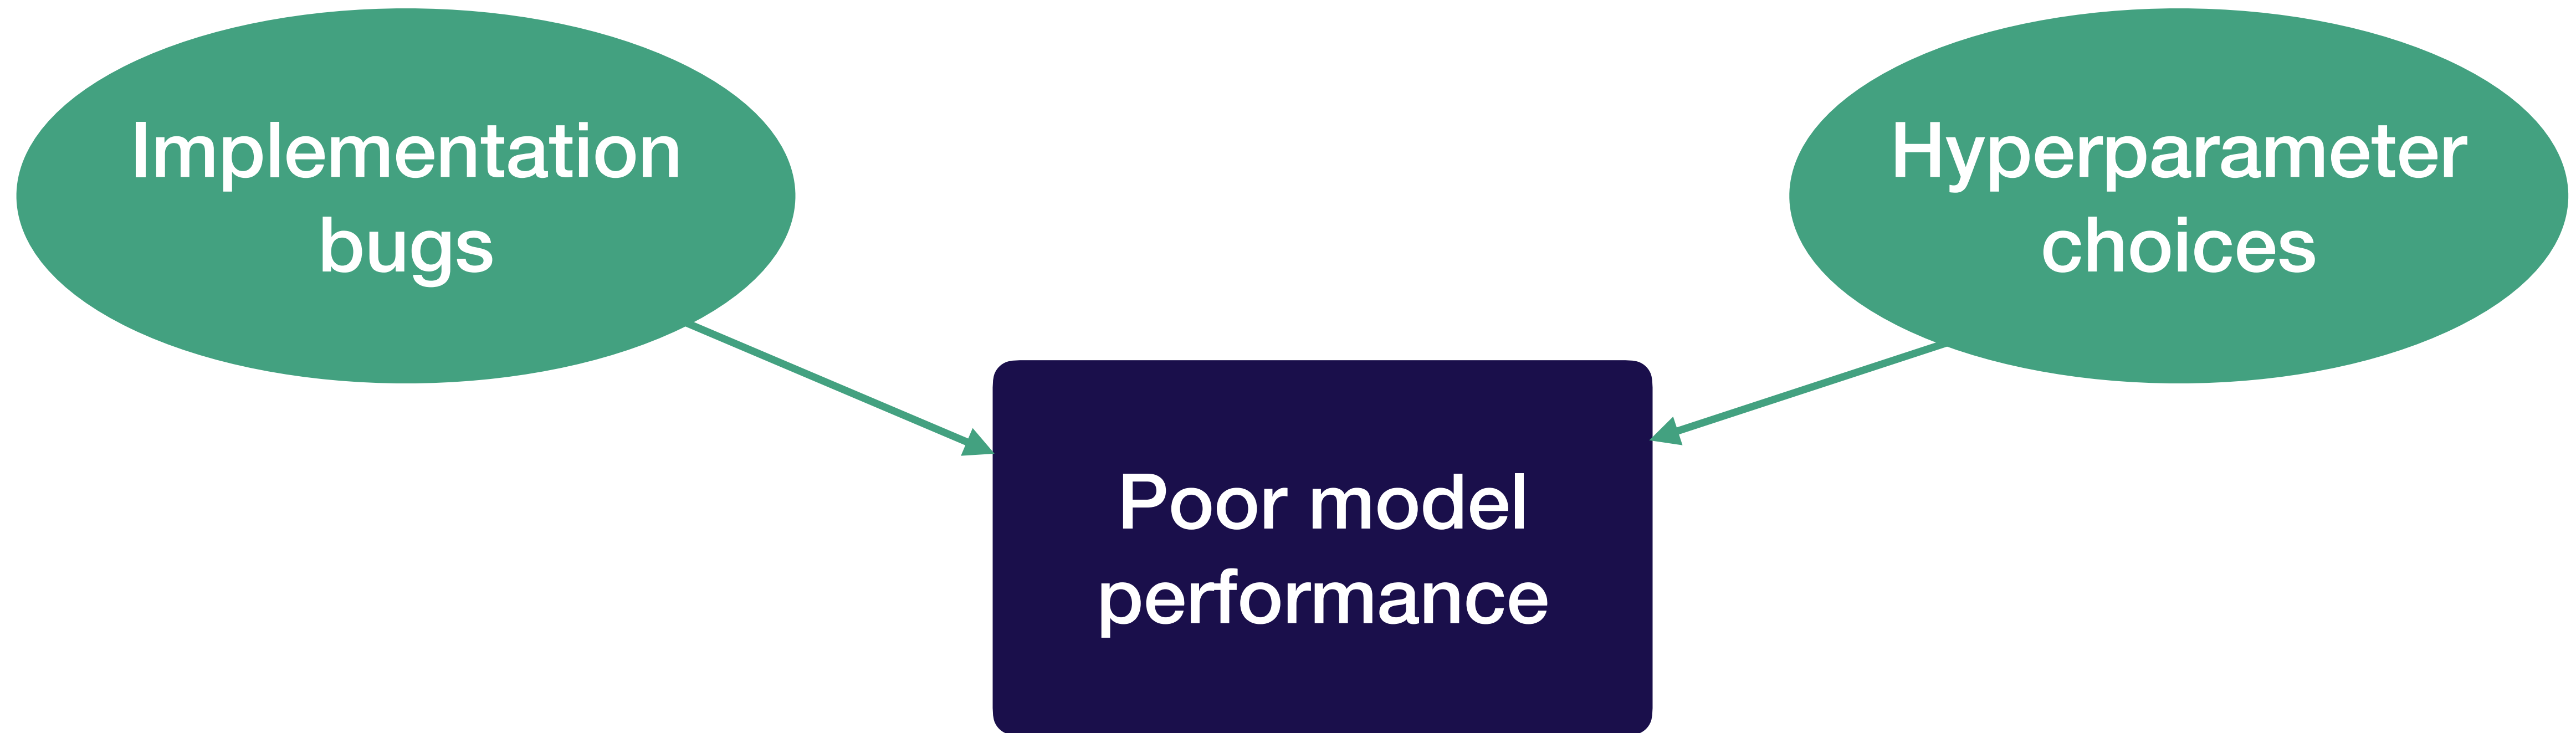 Implementation
bugs
Hyperparameter
choices
Poor model
performance